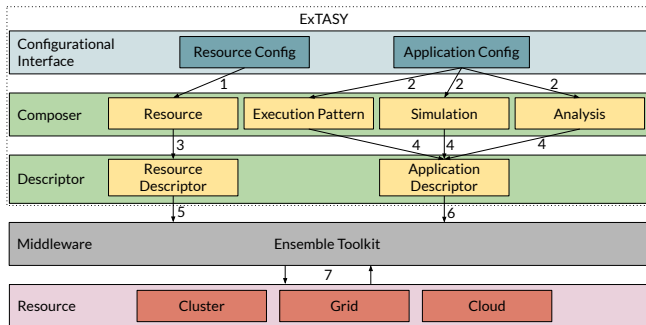 ExTASY
Configurational
Interface
Resource Config
Application Config
1
2
2
2
Composer
Resource
Execution Pattern
Simulation
Analysis
3
4
4
4
Descriptor
Resource
Descriptor
Application
Descriptor
5
6
Middleware
Ensemble Toolkit
7
Resource
Cluster
Grid
Cloud